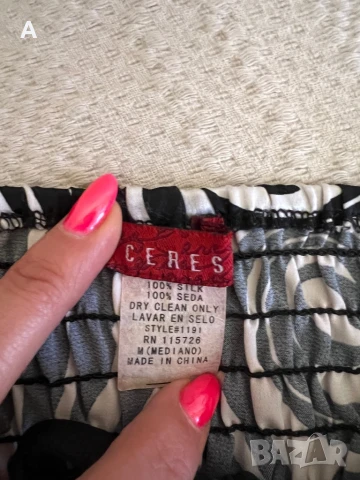 A
CERES
100% SILK
100% SEDA
DRY CLEAN ONLY
LAVAR EN SELO
STYLE#1191
RN 115726
M(MEDIANO)
MADE IN CHINA
BAZAR
bg